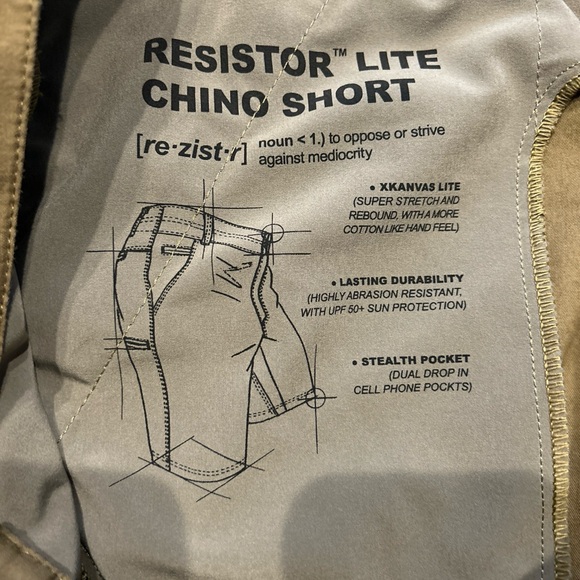 RESISTOR™ LITE
CHINO SHORT
[re·zist·r] noun < 1.) to oppose or strive
against mediocrity
• XKANVAS LITE
(SUPER STRETCH AND
REBOUND, WITH A MORE
COTTON LIKE HAND FEEL)
• LASTING DURABILITY
(HIGHLY ABRASION RESISTANT,
WITH UPF 50+ SUN PROTECTION)
• STEALTH POCKET
(DUAL DROP IN
CELL PHONE POCKTS)